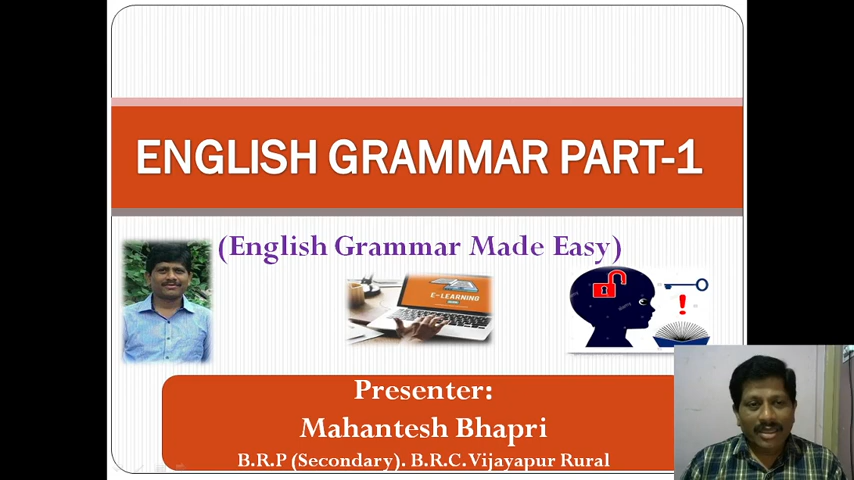 ENGLISH GRAMMAR PART-1
(English Grammar Made Easy)
E-LEARNING
Presenter:
Mahantesh Bhapri
B.R.P (Secondary). B.R.C.Vijayapur Rural